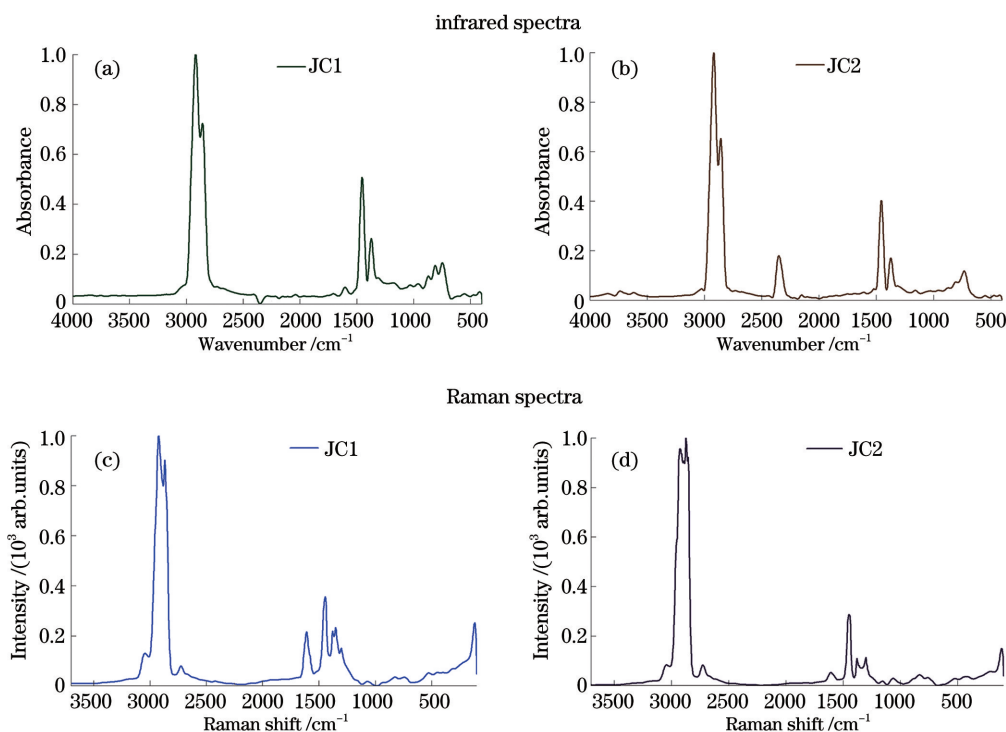 infrared spectra
(a)
JC1
1.0
0.8
0.6
0.4
0.2
0
Absorbance
4000 3500 3000 2500 2000 1500 1000 500
Wavenumber /cm⁻¹
(b)
JC2
1.0
0.8
0.6
0.4
0.2
0
Absorbance
4000 3500 3000 2500 2000 1500 1000 500
Wavenumber /cm⁻¹
Raman spectra
(c)
JC1
1.0
0.8
0.6
0.4
0.2
0
Intensity /(10³ arb.units)
3500 3000 2500 2000 1500 1000 500
Raman shift /cm⁻¹
(d)
JC2
1.0
0.8
0.6
0.4
0.2
0
Intensity /(10³ arb.units)
3500 3000 2500 2000 1500 1000 500
Raman shift /cm⁻¹